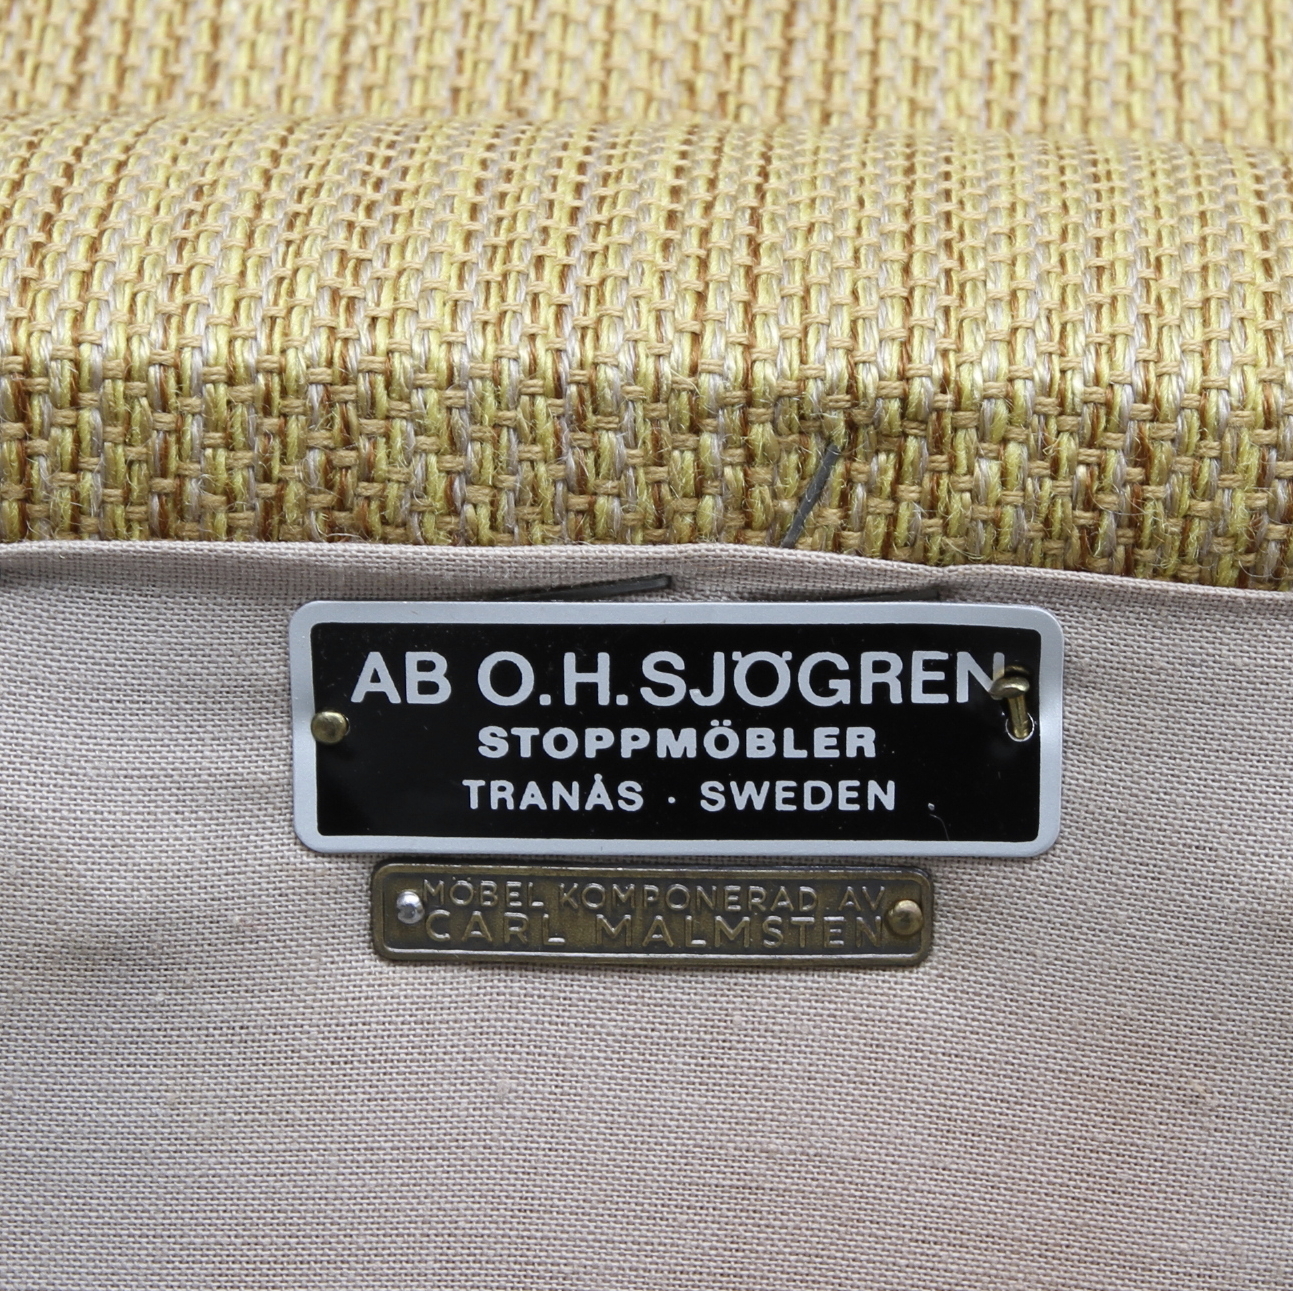 AB O.H.SJÖGREN
STOPPMÖBLER
TRANÅS · SWEDEN
MÖBEL KOMPONERAD AV
CARL MALMSTEN